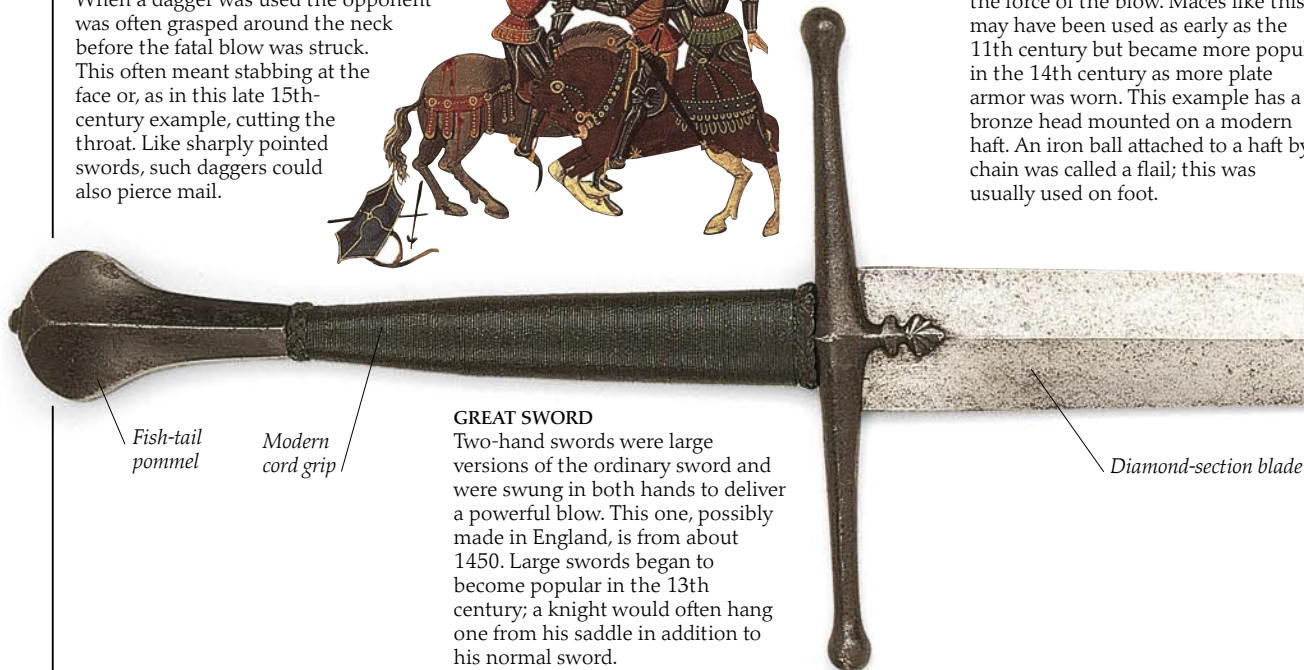 When a dagger was used the opponent
was often grasped around the neck
before the fatal blow was struck.
This often meant stabbing at the
face or, as in this late 15th-
century example, cutting the
throat. Like sharply pointed
swords, such daggers could
also pierce mail.
the force of the blow. Maces like this
may have been used as early as the
11th century but became more popul
in the 14th century as more plate
armor was worn. This example has a
bronze head mounted on a modern
haft. An iron ball attached to a haft by
chain was called a flail; this was
usually used on foot.
Fish-tail
pommel
Modern
cord grip
GREAT SWORD
Two-hand swords were large
versions of the ordinary sword and
were swung in both hands to deliver
a powerful blow. This one, possibly
made in England, is from about
1450. Large swords began to
become popular in the 13th
century; a knight would often hang
one from his saddle in addition to
his normal sword.
Diamond-section blade